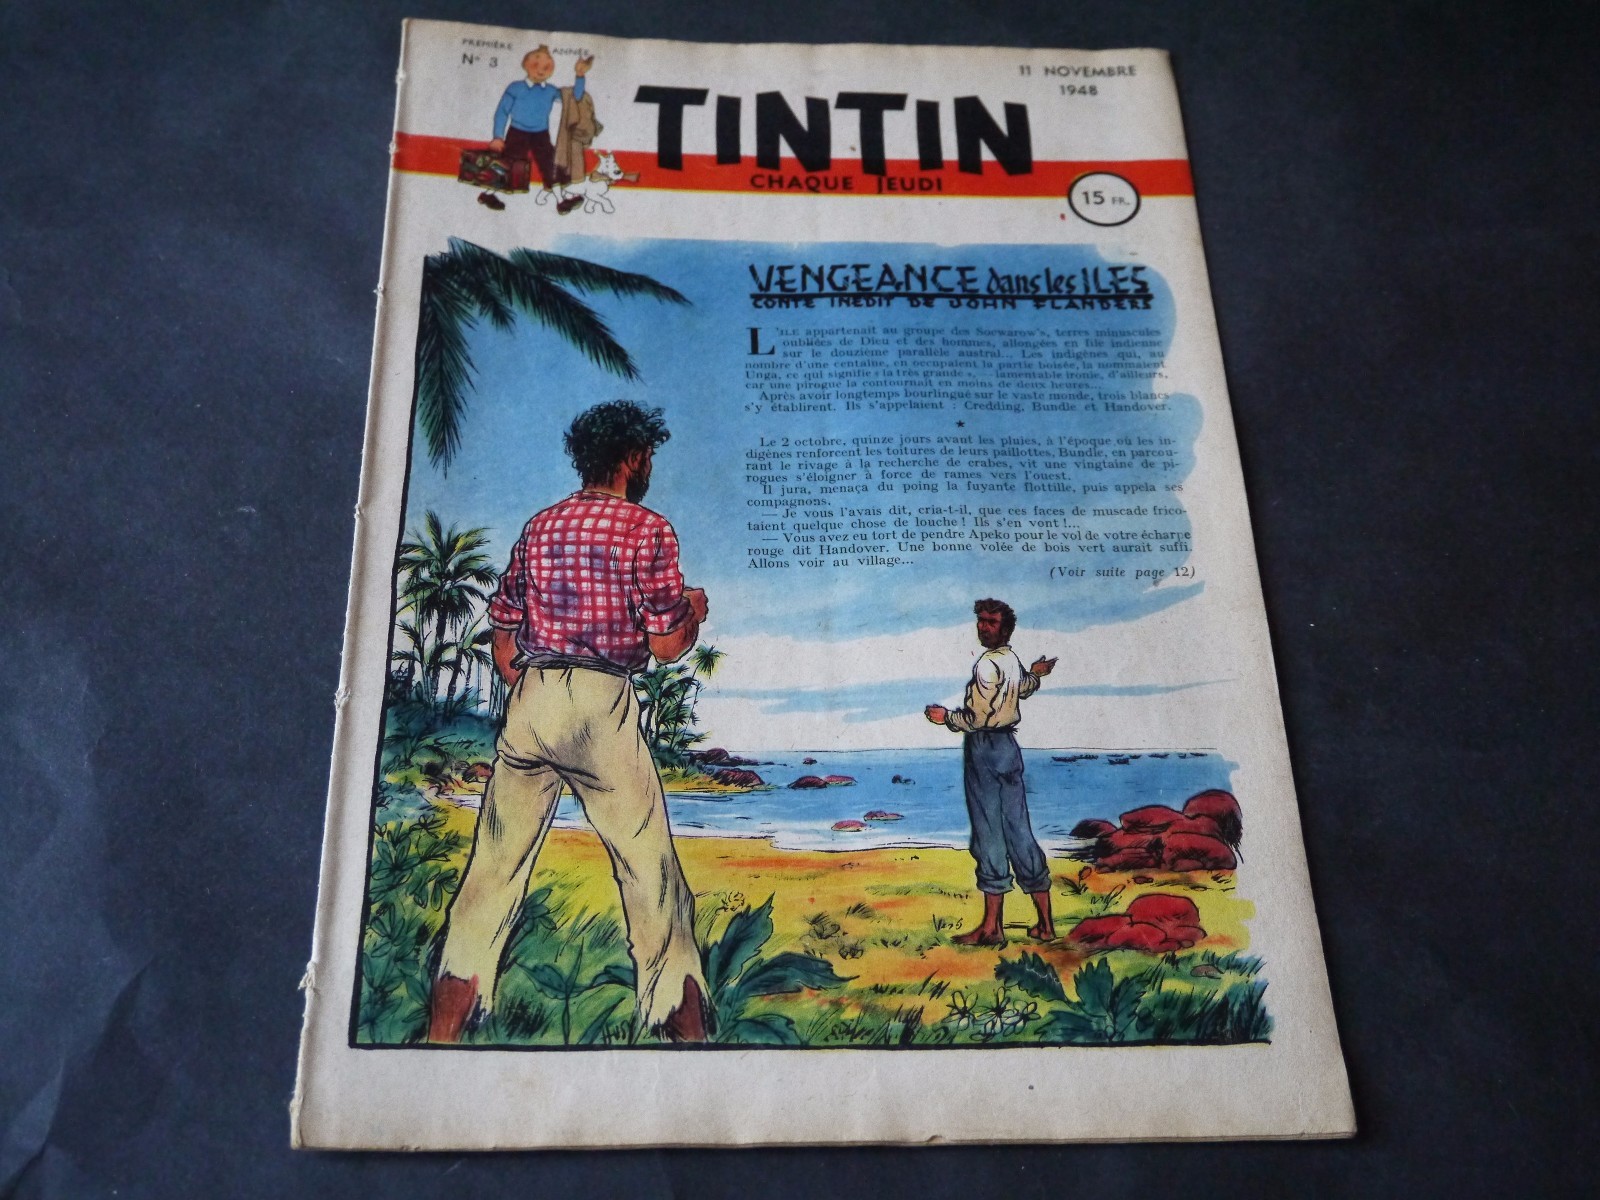 PREMIÈRE ANNÉE
N° 3
11 NOVEMBRE
1948
TINTIN
CHAQUE JEUDI
15 FR.
VENGEANCE dans les ILES
CONTE INEDIT DE JOHN FLANDERS
L'ILE appartenait au groupe des Soewarow's, terres minuscules
oubliées de Dieu et des hommes, allongées en file indienne
sur le douzième parallèle austral... Les indigènes qui, au
nombre d'une centaine, en occupaient la partie boisée, la nommaient
Unga, ce qui signifie « la très grande », — lamentable ironie, d'ailleurs,
car une pirogue la contournait en moins de deux heures...
Après avoir longtemps bourlingué sur le vaste monde, trois blancs
s'y établirent. Ils s'appelaient : Credding, Bundle et Handover.
★
Le 2 octobre, quinze jours avant les pluies, à l'époque où les in-
digènes renforcent les toitures de leurs paillottes, Bundle, en parcou-
rant le rivage à la recherche de crabes, vit une vingtaine de pi-
rogues s'éloigner à force de rames vers l'ouest.
Il jura, menaça du poing la fuyante flottille, puis appela ses
compagnons.
— Je vous l'avais dit, cria-t-il, que ces faces de muscade frico-
taient quelque chose de louche ! Ils s'en vont !...
— Vous avez eu tort de pendre Apeko pour le vol de votre écharpe
rouge dit Handover. Une bonne volée de bois vert aurait suffi.
Allons voir au village...
(Voir suite page 12)